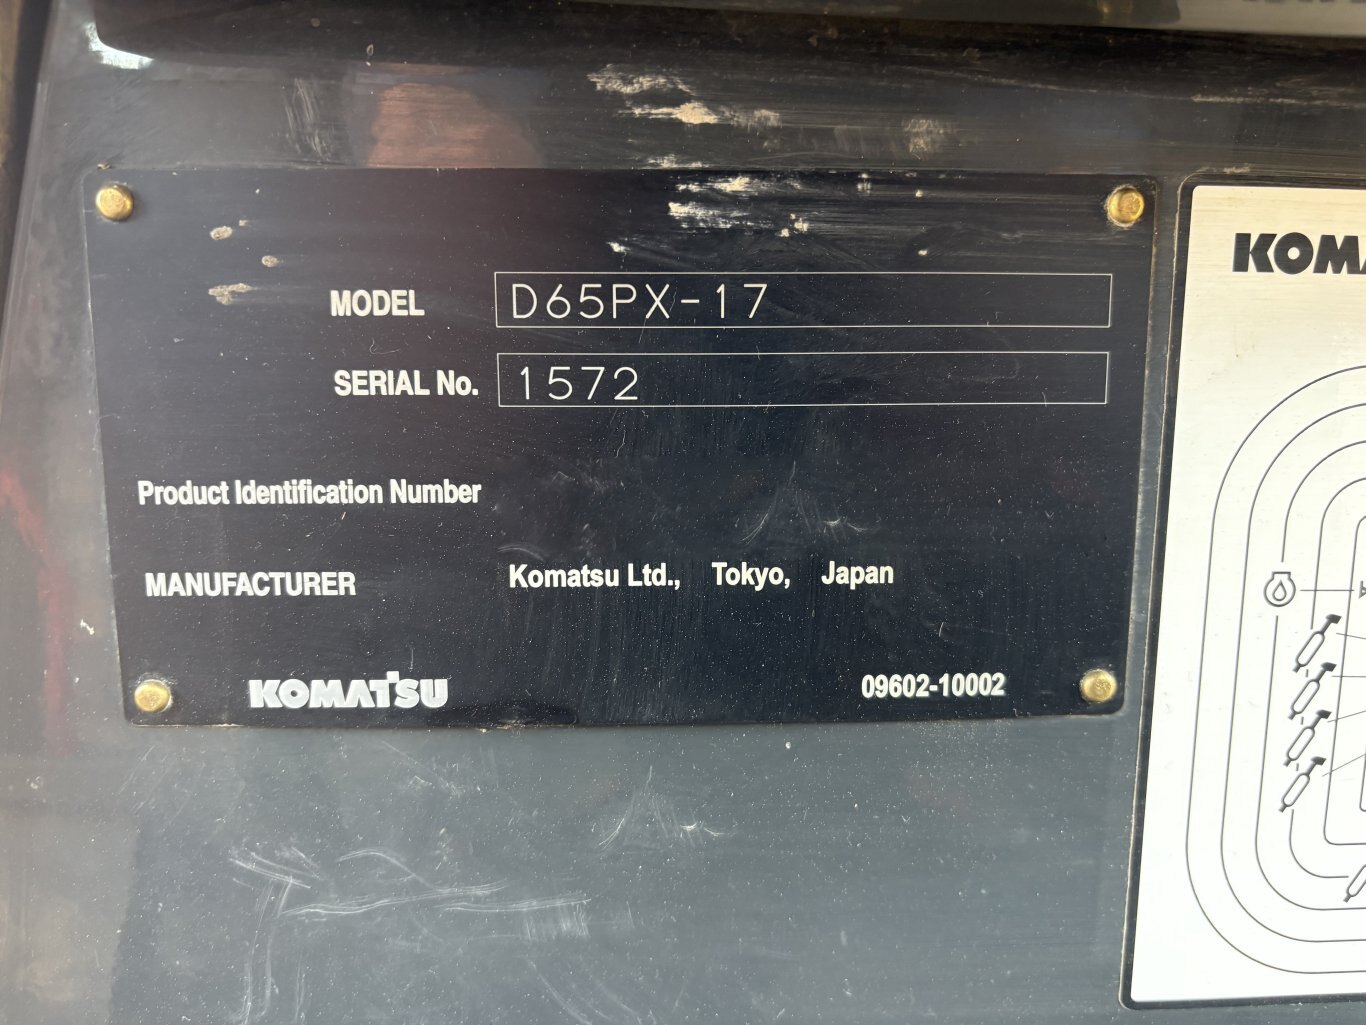 MODEL D65PX-17
SERIAL No. 1572
Product Identification Number
MANUFACTURER Komatsu Ltd., Tokyo, Japan
KOMATSU 09602-10002
KOMA